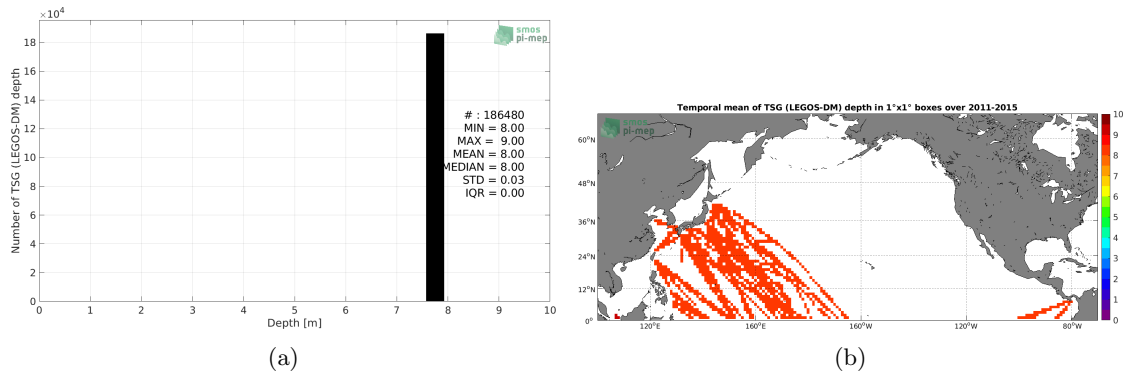 ×10⁴
18
16
14
12
10
8
6
4
2
0
Number of TSG (LEGOS-DM) depth
smos
pi-mep
# : 186480
MIN = 8.00
MAX = 9.00
MEAN = 8.00
MEDIAN = 8.00
STD = 0.03
IQR = 0.00
0 1 2 3 4 5 6 7 8 9 10
Depth [m]
(a)
Temporal mean of TSG (LEGOS-DM) depth in 1°x1° boxes over 2011-2015
smos
pi-mep
60°N
48°N
36°N
24°N
12°N
0°
120°E 160°E 160°W 120°W 80°W
10
9
8
7
6
5
4
3
2
1
0
(b)